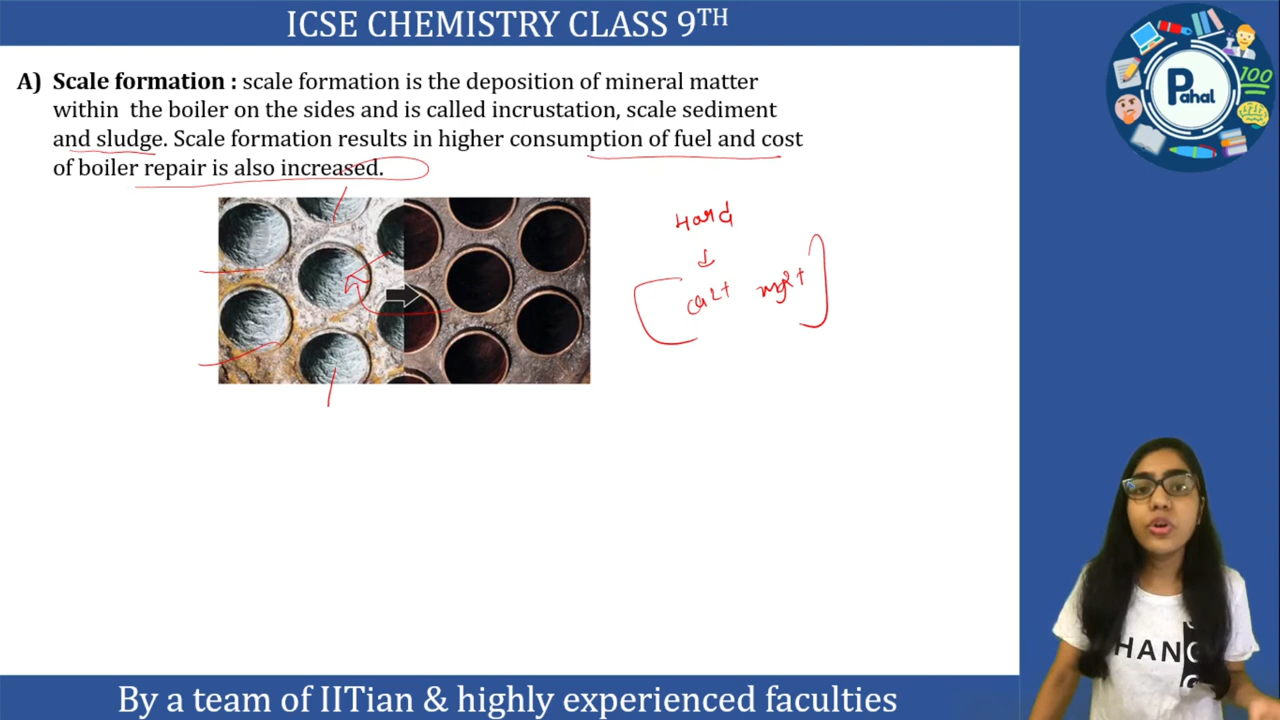 ICSE CHEMISTRY CLASS 9TH
A) Scale formation : scale formation is the deposition of mineral matter
within the boiler on the sides and is called incrustation, scale sediment
and sludge. Scale formation results in higher consumption of fuel and cost
of boiler repair is also increased.
Hard
↓
Ca2+ mg2+
Pahal
100
HANG
By a team of IITian & highly experienced faculties